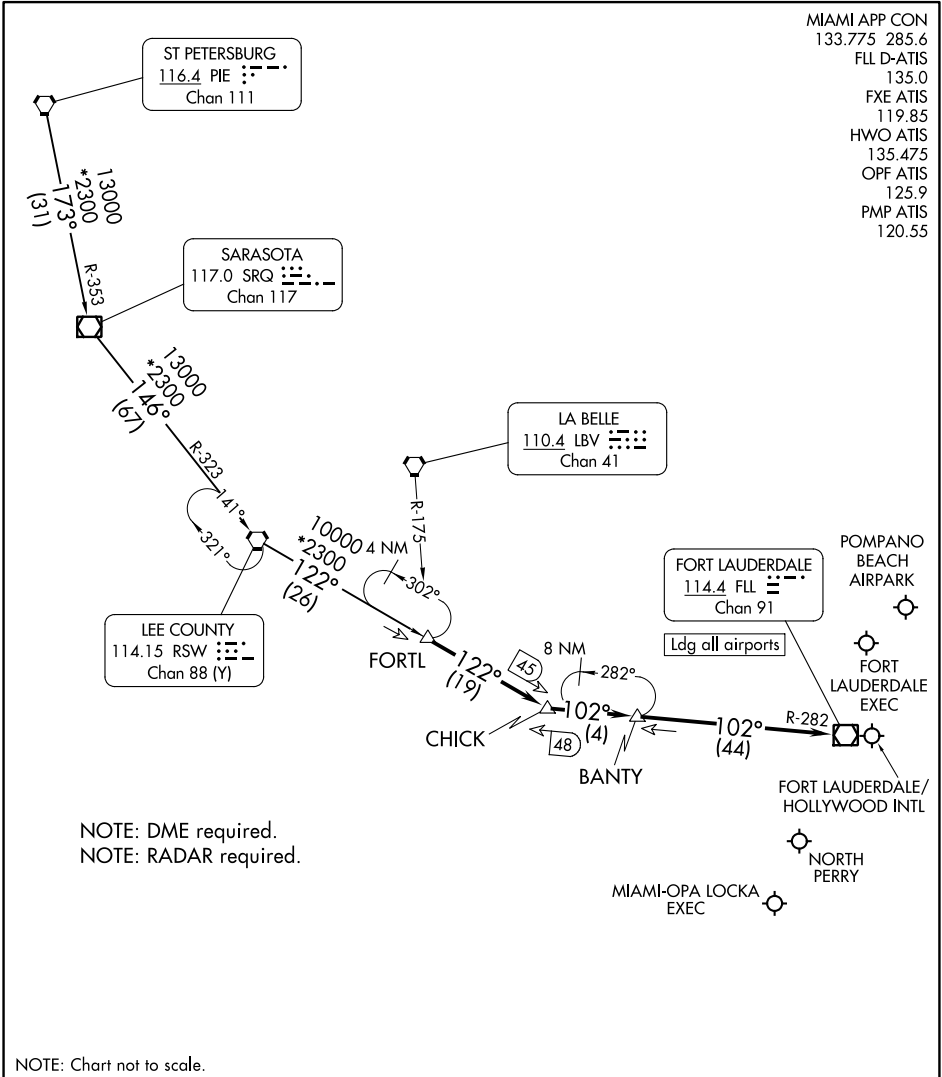 MIAMI APP CON
133.775 285.6
FLL D-ATIS
135.0
FXE ATIS
119.85
HWO ATIS
135.475
OPF ATIS
125.9
PMP ATIS
120.55
ST PETERSBURG
116.4 PIE
Chan 111
13000
*2300
173°
(31)
R-353
SARASOTA
117.0 SRQ
Chan 117
13000
*2300
146°
(67)
R-323
141°
321°
LEE COUNTY
114.15 RSW
Chan 88 (Y)
LA BELLE
110.4 LBV
Chan 41
R-175
10000
*2300
122°
(26)
4 NM
302°
FORTL
122°
(19)
45
CHICK
8 NM
282°
102°
(4)
48
BANTY
102°
(44)
R-282
FORT LAUDERDALE
114.4 FLL
Chan 91
Ldg all airports
POMPANO
BEACH
AIRPARK
FORT
LAUDERDALE
EXEC
FORT LAUDERDALE/
HOLLYWOOD INTL
NORTH
PERRY
MIAMI-OPA LOCKA
EXEC
NOTE: DME required.
NOTE: RADAR required.
NOTE: Chart not to scale.